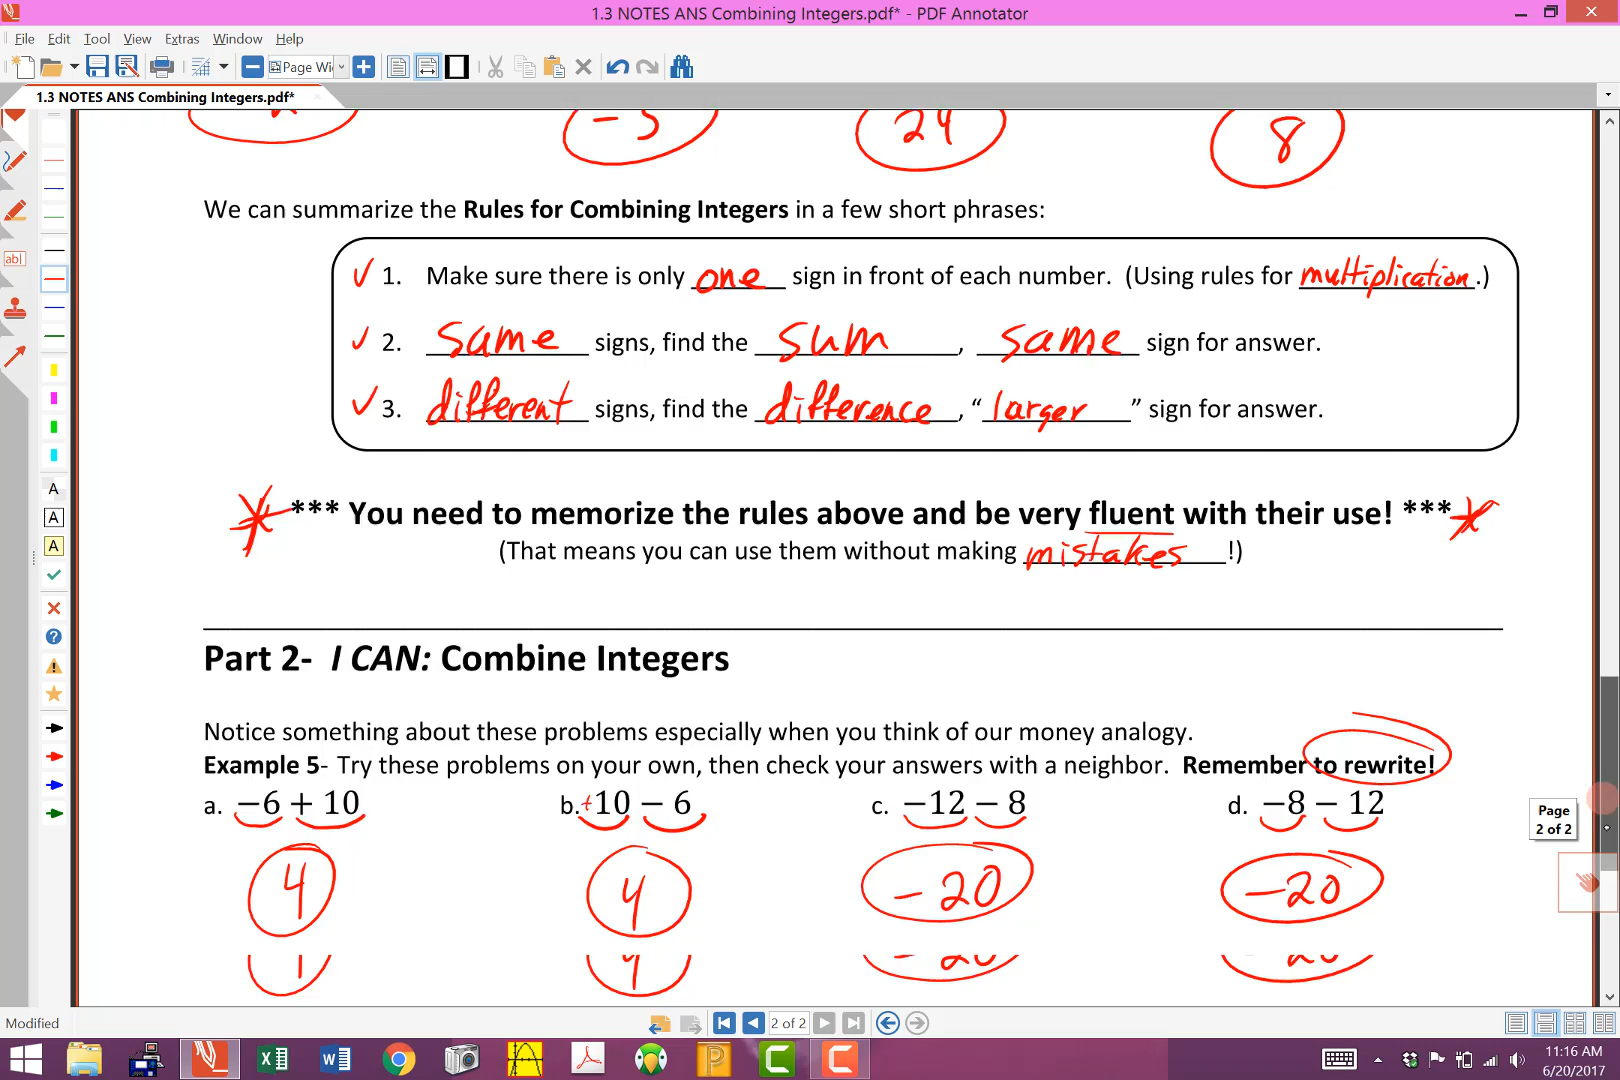 1.3 NOTES ANS Combining Integers.pdf* - PDF Annotator
File Edit Tool View Extras Window Help
Page Wi
1.3 NOTES ANS Combining Integers.pdf*
-3 24 8
We can summarize the Rules for Combining Integers in a few short phrases:
✓ 1. Make sure there is only one sign in front of each number. (Using rules for multiplication.)
✓ 2. same signs, find the sum, same sign for answer.
✓ 3. different signs, find the difference, "larger" sign for answer.
*** You need to memorize the rules above and be very fluent with their use! ***
(That means you can use them without making mistakes!)
Part 2- I CAN: Combine Integers
Notice something about these problems especially when you think of our money analogy.
Example 5- Try these problems on your own, then check your answers with a neighbor. Remember to rewrite!
a. −6 + 10 b. +10 − 6 c. −12 − 8 d. −8 − 12
4 4 -20 -20
Page
2 of 2
Modified
2 of 2
11:16 AM
6/20/2017